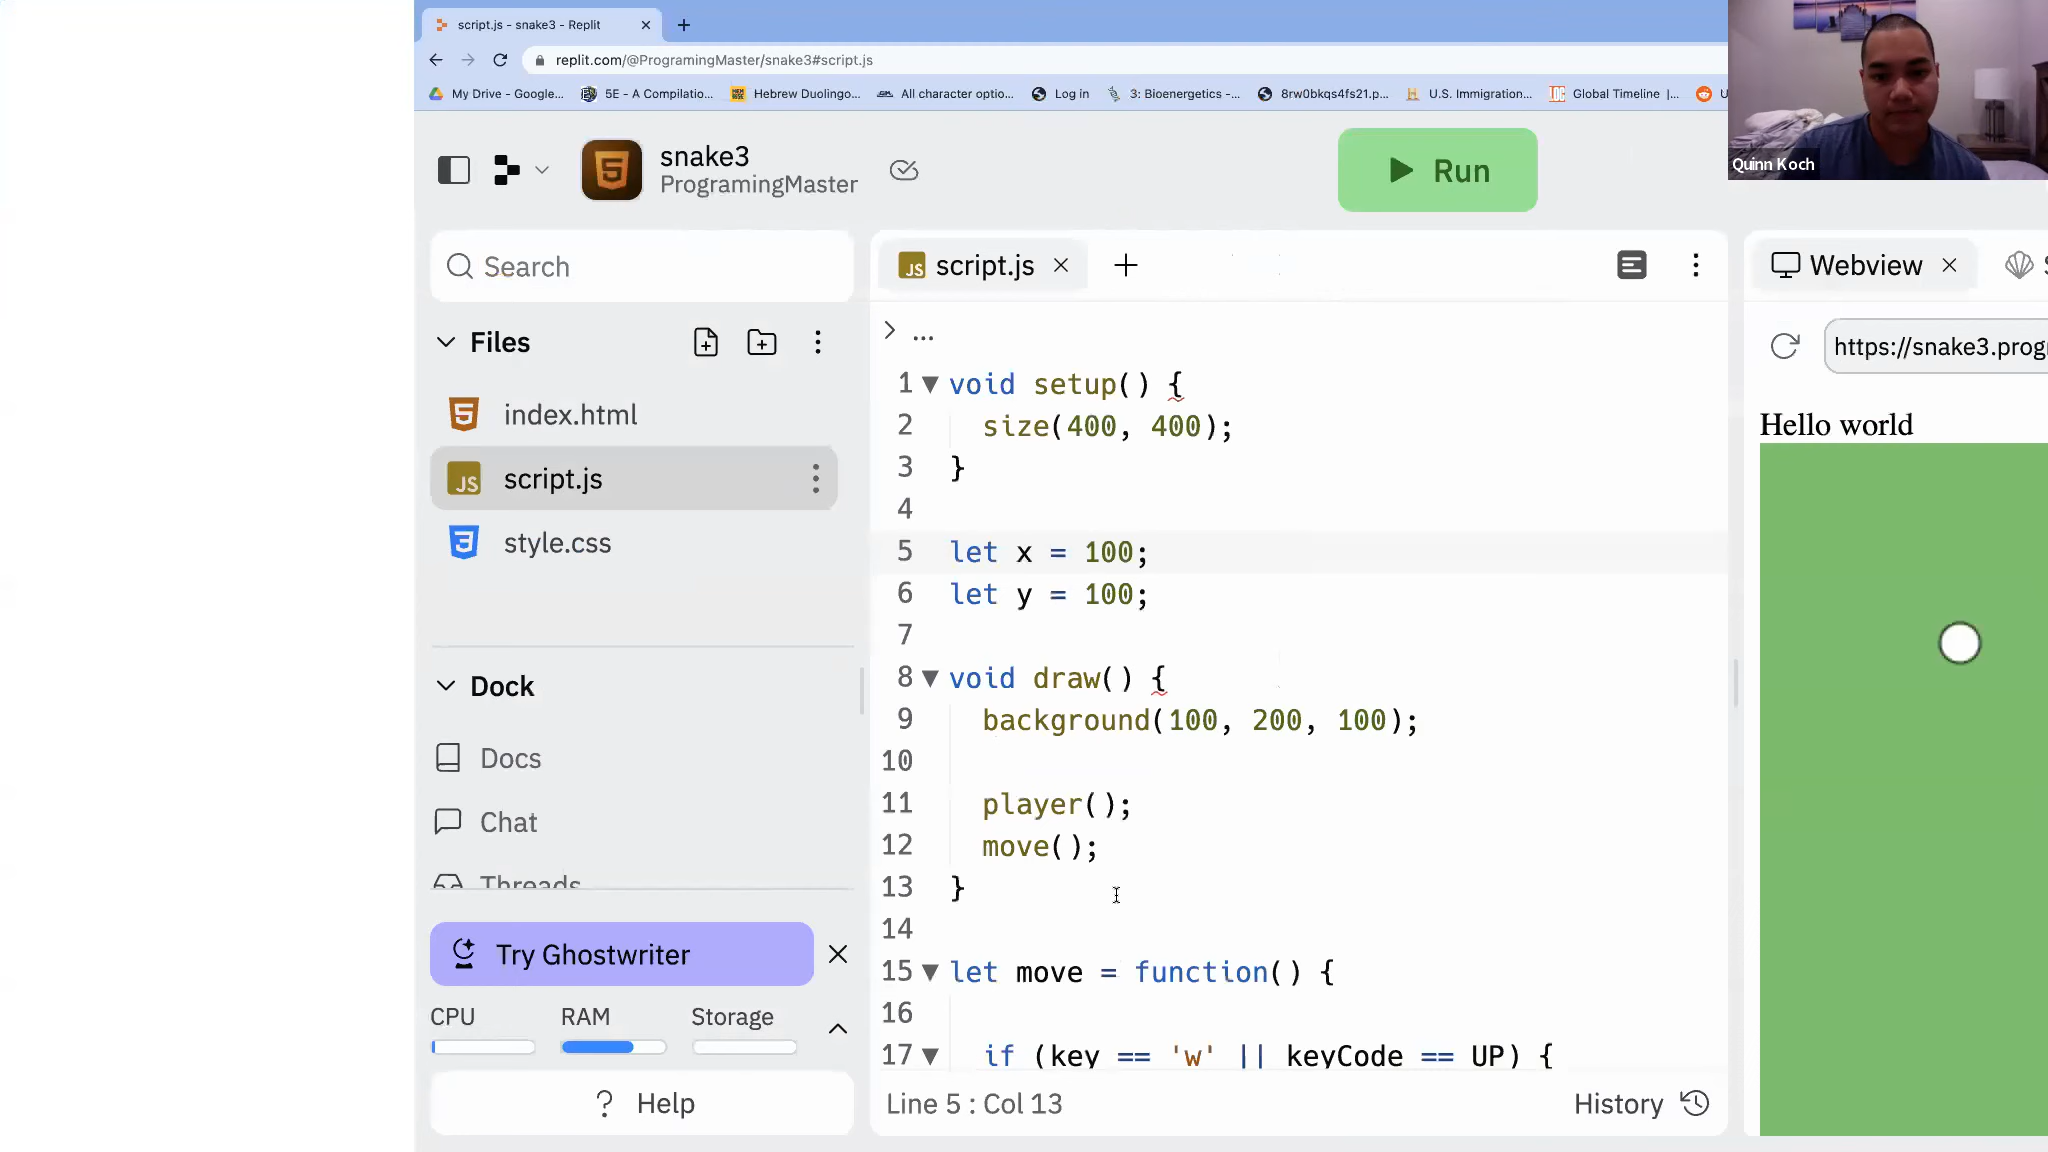 script.js - snake3 - Replit
replit.com/@ProgramingMaster/snake3#script.js
My Drive - Google...
5E - A Compilatio...
Hebrew Duolingo...
All character optio...
Log in
3: Bioenergetics -...
8rw0bkqs4fs21.p...
U.S. Immigration...
Global Timeline |...
U
Quinn Koch
snake3
ProgramingMaster
Run
Search
Files
index.html
script.js
style.css
Dock
Docs
Chat
Threads
Try Ghostwriter
CPU RAM Storage
? Help
script.js
...
1 void setup() {
2 size(400, 400);
3 }
4
5 let x = 100;
6 let y = 100;
7
8 void draw() {
9 background(100, 200, 100);
10
11 player();
12 move();
13 }
14
15 let move = function() {
16
17 if (key == 'w' || keyCode == UP) {
Line 5 : Col 13
History
Webview
S
https://snake3.prog
Hello world